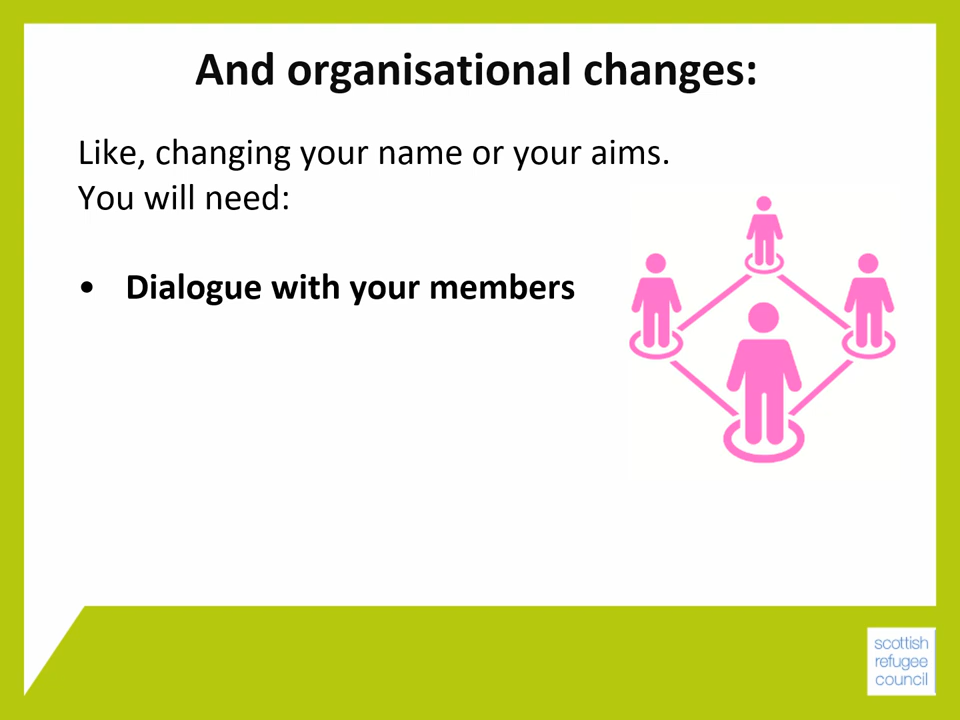 And organisational changes:
Like, changing your name or your aims.
You will need:
• Dialogue with your members
scottish
refugee
council